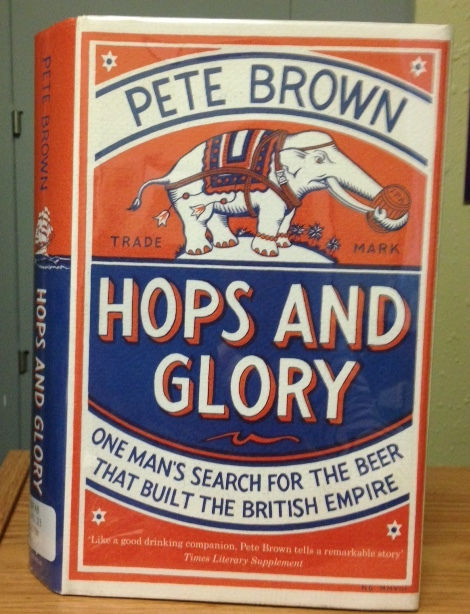 PETE BROWN
TRADE MARK
HOPS AND
GLORY
ONE MAN'S SEARCH FOR THE BEER
THAT BUILT THE BRITISH EMPIRE
'Like a good drinking companion, Pete Brown tells a remarkable story'
Times Literary Supplement
PETE BROWN
HOPS AND GLORY